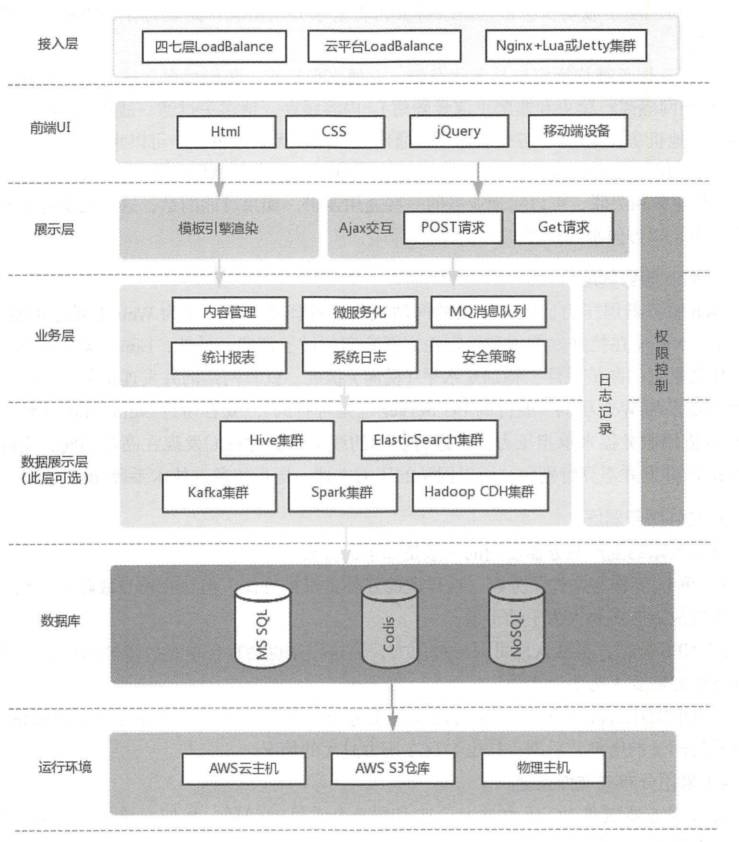 接入层
四七层LoadBalance
云平台LoadBalance
Nginx+Lua或Jetty集群
前端UI
Html
CSS
jQuery
移动端设备
展示层
模板引擎渲染
Ajax交互
POST请求
Get请求
业务层
内容管理
微服务化
MQ消息队列
统计报表
系统日志
安全策略
日志记录
权限控制
数据展示层
(此层可选)
Hive集群
ElasticSearch集群
Kafka集群
Spark集群
Hadoop CDH集群
数据库
MS SQL
Codis
NoSQL
运行环境
AWS云主机
AWS S3仓库
物理主机